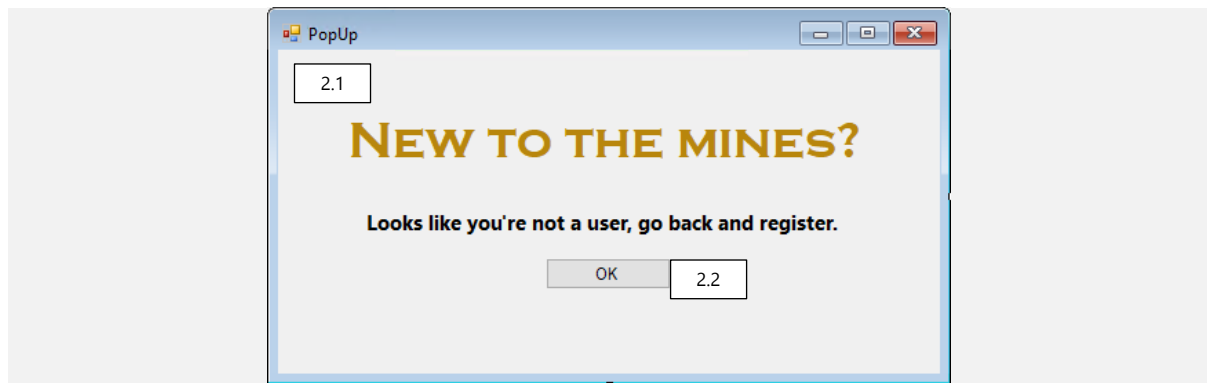 PopUp
2.1
New to the mines?
Looks like you're not a user, go back and register.
OK
2.2